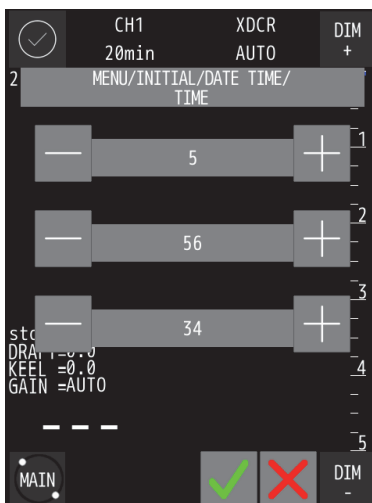 CH1 XDCR DIM
20min AUTO +
2 MENU/INITIAL/DATE TIME/
TIME
1
— 5 +
2
— 56 +
3
— 34 +
DRAFT=0.0
KEEL =0.0
4
GAIN =AUTO
– – –
5
MAIN DIM
-